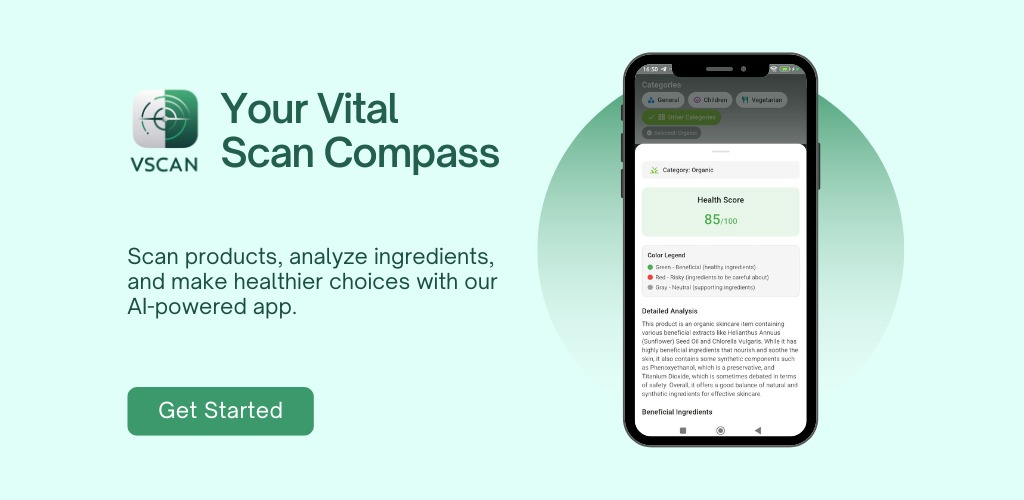 VSCAN
Your Vital
Scan Compass
Scan products, analyze ingredients,
and make healthier choices with our
AI-powered app.
Get Started
14:50
Categories
General
Children
Vegetarian
Other Categories
Selected: Organic
Category: Organic
Health Score
85/100
Color Legend
Green - Beneficial (healthy ingredients)
Red - Risky (ingredients to be careful about)
Gray - Neutral (supporting ingredients)
Detailed Analysis
This product is an organic skincare item containing
various beneficial extracts like Helianthus Annuus
(Sunflower) Seed Oil and Chlorella Vulgaris. While it has
highly beneficial ingredients that nourish and soothe the
skin, it also contains some synthetic components such
as Phenoxyethanol, which is a preservative, and
Titanium Dioxide, which is sometimes debated in terms
of safety. Overall, it offers a good balance of natural and
synthetic ingredients for effective skincare.
Beneficial Ingredients